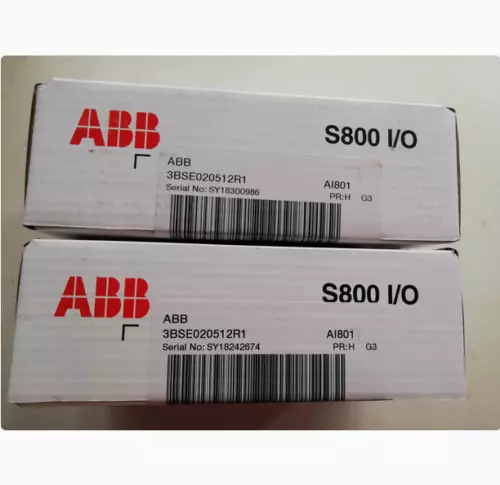 ABB
S800 I/O
ABB
3BSE020512R1
AI801
Serial No: SY18300986
PR:H G3
ABB
S800 I/O
ABB
3BSE020512R1
AI801
Serial No: SY18242674
PR:H G3